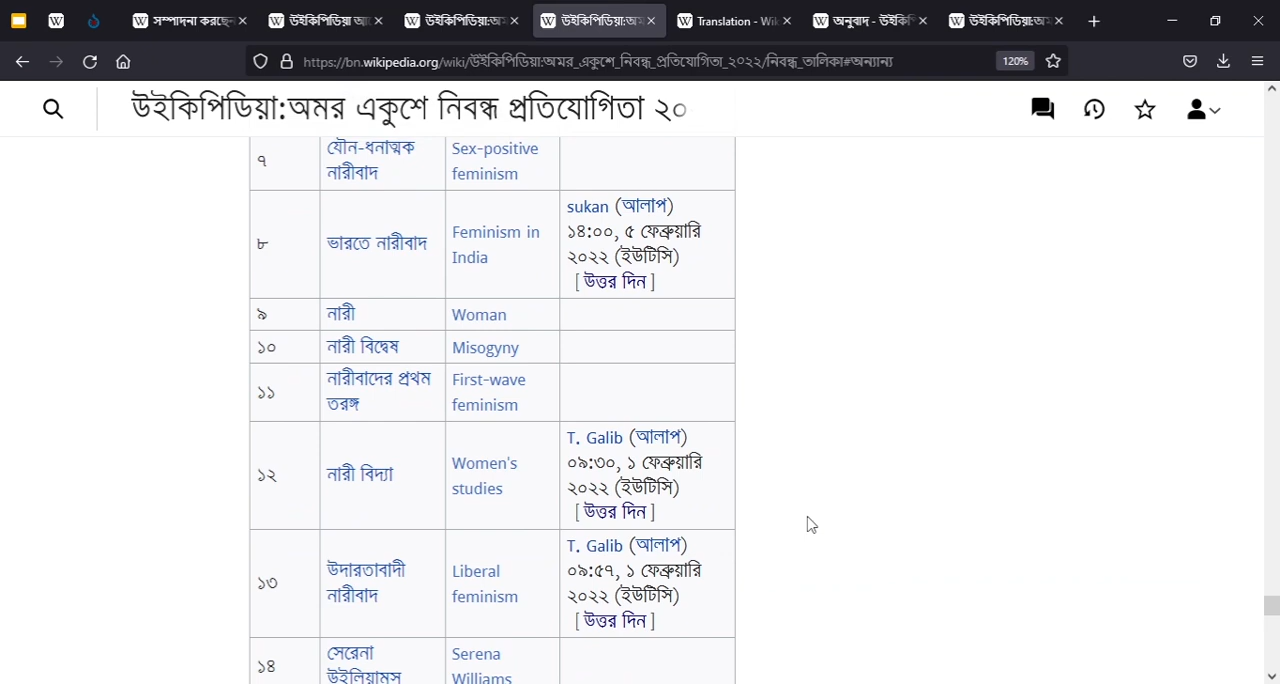 সম্পাদনা করছেন
উইকিপিডিয়া আ
উইকিপিডিয়া:অম
উইকিপিডিয়া:অম
Translation - Wik
অনুবাদ - উইকিপি
উইকিপিডিয়া:অম
https://bn.wikipedia.org/wiki/উইকিপিডিয়া:অমর_একুশে_নিবন্ধ_প্রতিযোগিতা_২০২২/নিবন্ধ_তালিকা#অন্যান্য
120%
উইকিপিডিয়া:অমর একুশে নিবন্ধ প্রতিযোগিতা ২০
৭
যৌন-ধনাত্মক
নারীবাদ
Sex-positive
feminism
৮
ভারতে নারীবাদ
Feminism in
India
sukan (আলাপ)
১৪:০০, ৫ ফেব্রুয়ারি
২০২২ (ইউটিসি)
[ উত্তর দিন ]
৯
নারী
Woman
১০
নারী বিদ্বেষ
Misogyny
১১
নারীবাদের প্রথম
তরঙ্গ
First-wave
feminism
১২
নারী বিদ্যা
Women's
studies
T. Galib (আলাপ)
০৯:৩০, ১ ফেব্রুয়ারি
২০২২ (ইউটিসি)
[ উত্তর দিন ]
১৩
উদারতাবাদী
নারীবাদ
Liberal
feminism
T. Galib (আলাপ)
০৯:৫৭, ১ ফেব্রুয়ারি
২০২২ (ইউটিসি)
[ উত্তর দিন ]
১৪
সেরেনা
উইলিয়ামস
Serena
Williams